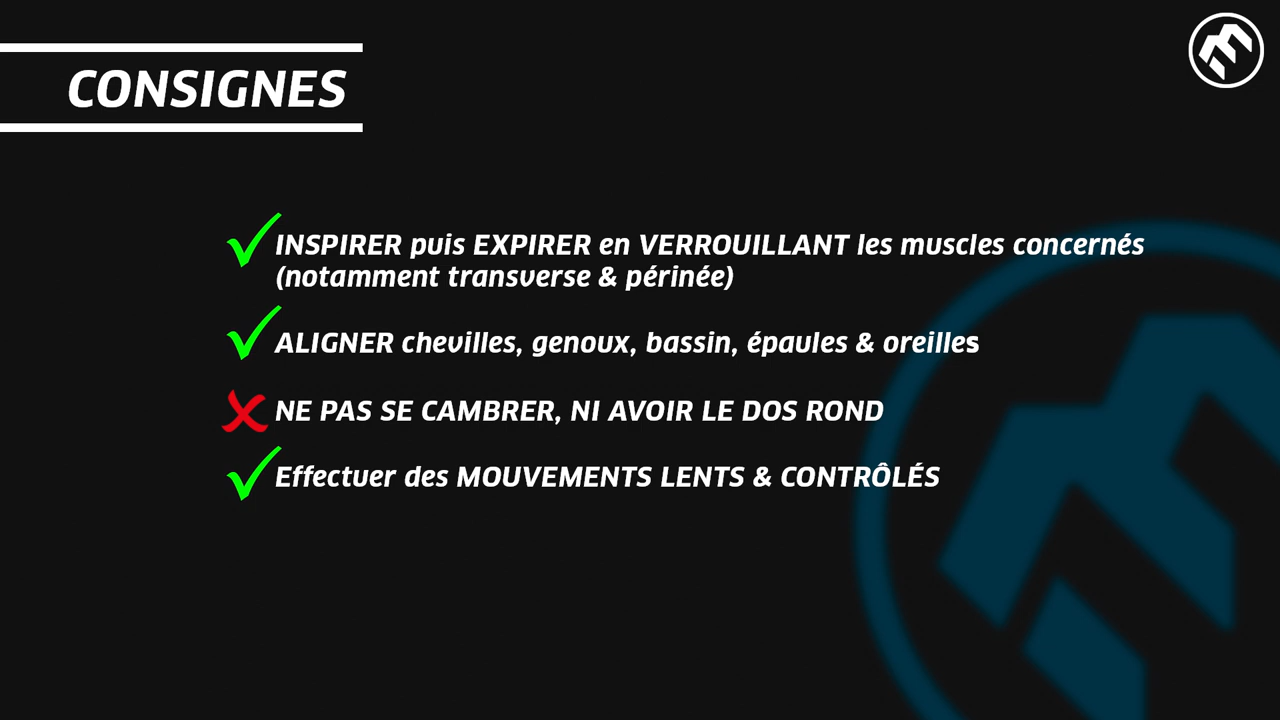 CONSIGNES
INSPIRER puis EXPIRER en VERROUILLANT les muscles concernés
(notamment transverse & périnée)
ALIGNER chevilles, genoux, bassin, épaules & oreilles
NE PAS SE CAMBRER, NI AVOIR LE DOS ROND
Effectuer des MOUVEMENTS LENTS & CONTRÔLÉS